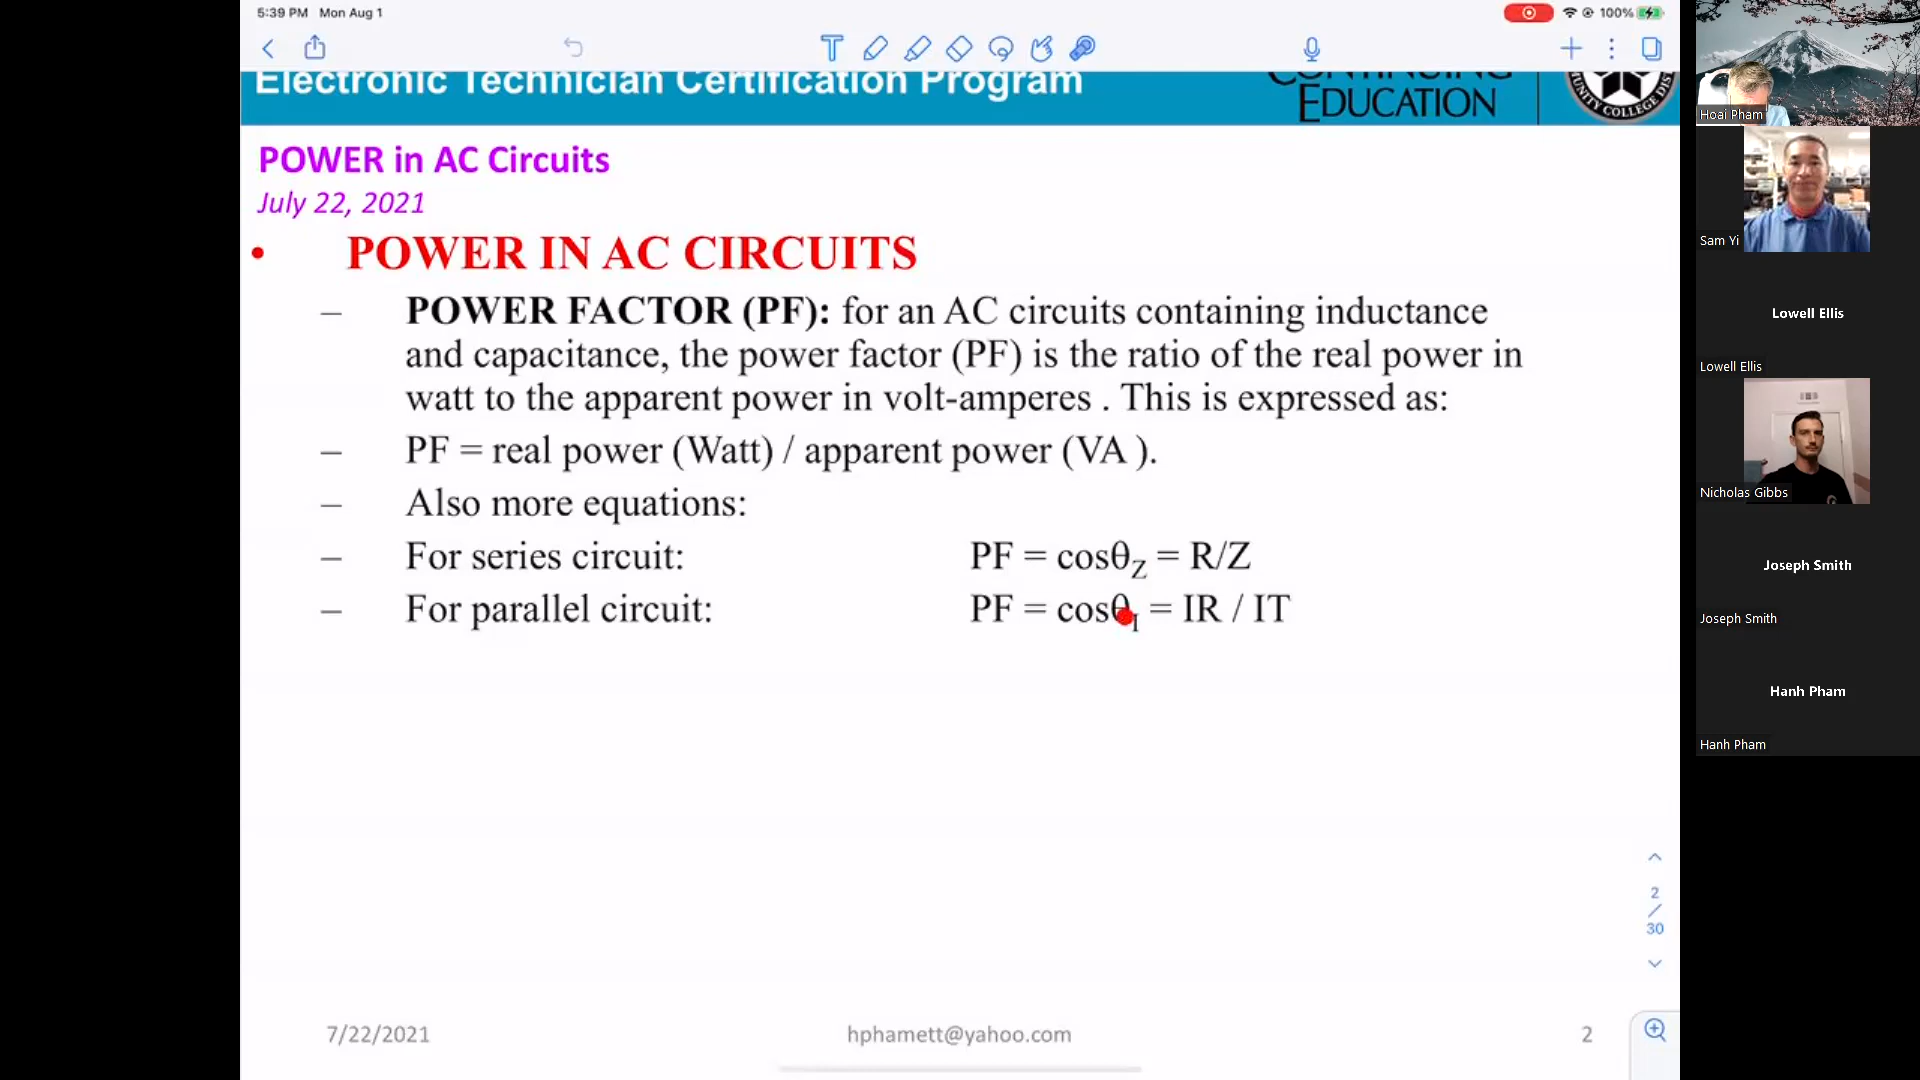 5:39 PM Mon Aug 1
100%
Electronic Technician Certification Program
CONTINUING
EDUCATION
POWER in AC Circuits
July 22, 2021
• POWER IN AC CIRCUITS
– POWER FACTOR (PF): for an AC circuits containing inductance
and capacitance, the power factor (PF) is the ratio of the real power in
watt to the apparent power in volt-amperes . This is expressed as:
– PF = real power (Watt) / apparent power (VA ).
– Also more equations:
– For series circuit: PF = cosθZ = R/Z
– For parallel circuit: PF = cosθI = IR / IT
2
/
30
7/22/2021
hphamett@yahoo.com
2
Hoai Pham
Sam Yi
Lowell Ellis
Lowell Ellis
Nicholas Gibbs
Joseph Smith
Joseph Smith
Hanh Pham
Hanh Pham